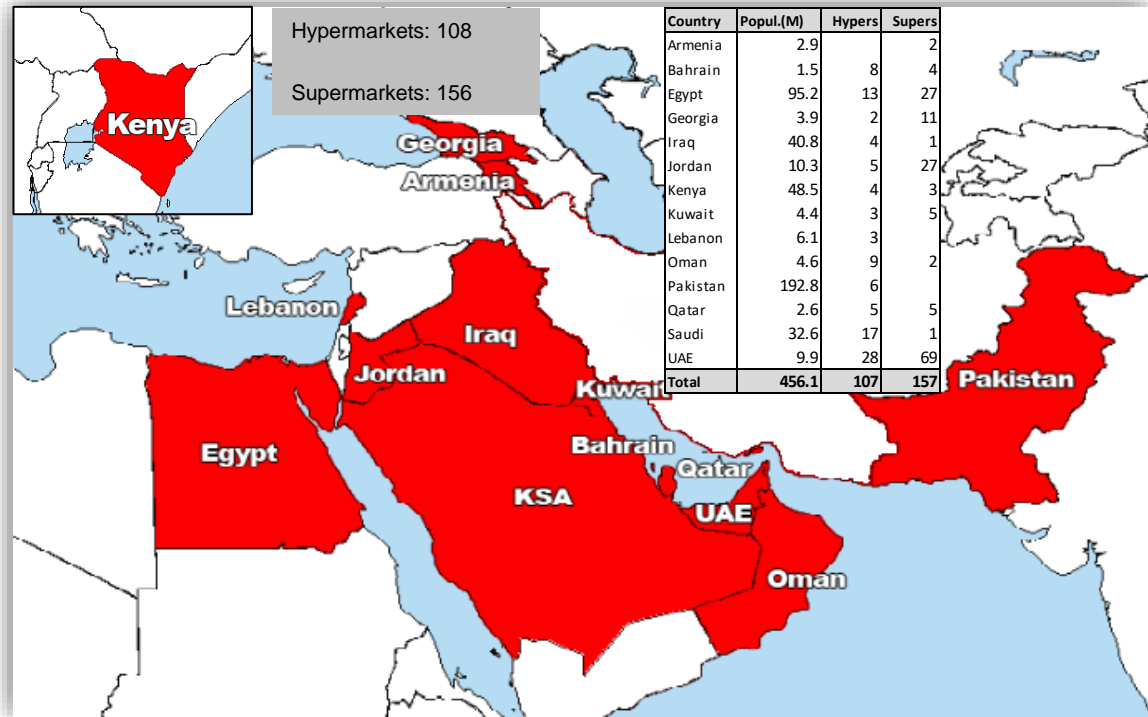 Hypermarkets: 108
Supermarkets: 156
Country Popul.(M) Hypers Supers
Armenia 2.9 2
Bahrain 1.5 8 4
Egypt 95.2 13 27
Georgia 3.9 2 11
Iraq 40.8 4 1
Jordan 10.3 5 27
Kenya 48.5 4 3
Kuwait 4.4 3 5
Lebanon 6.1 3
Oman 4.6 9 2
Pakistan 192.8 6
Qatar 2.6 5 5
Saudi 32.6 17 1
UAE 9.9 28 69
Total 456.1 107 157
Kenya
Georgia
Armenia
Lebanon
Iraq
Jordan
Kuwait
Pakistan
Egypt
Bahrain
Qatar
KSA
UAE
Oman